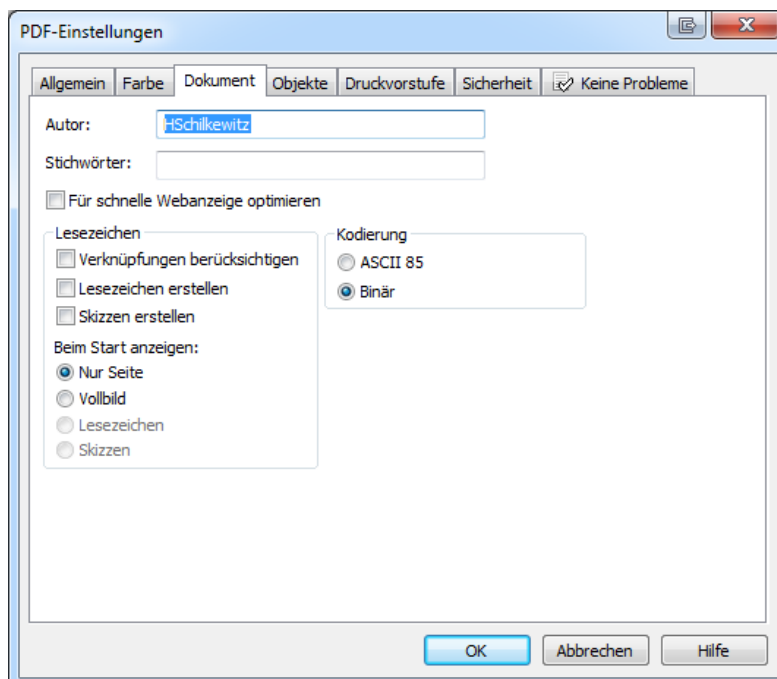 PDF-Einstellungen
Allgemein Farbe Dokument Objekte Druckvorstufe Sicherheit Keine Probleme
Autor: HSchilkewitz
Stichwörter:
Für schnelle Webanzeige optimieren
Lesezeichen
Verknüpfungen berücksichtigen
Lesezeichen erstellen
Skizzen erstellen
Beim Start anzeigen:
Nur Seite
Vollbild
Lesezeichen
Skizzen
Kodierung
ASCII 85
Binär
OK Abbrechen Hilfe